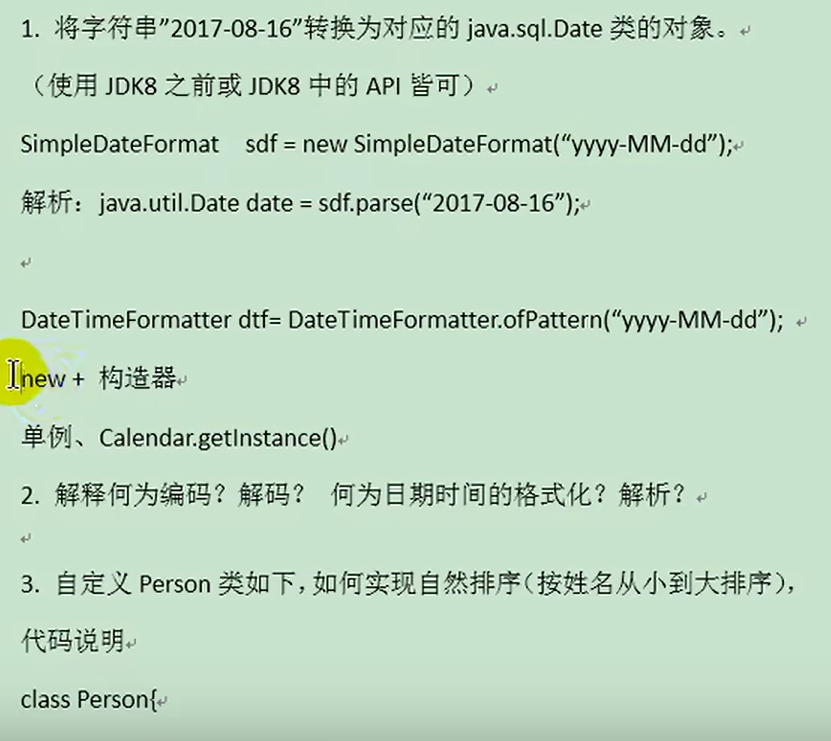 1. 将字符串”2017-08-16”转换为对应的 java.sql.Date 类的对象。
（使用 JDK8 之前或 JDK8 中的 API 皆可）
SimpleDateFormat sdf = new SimpleDateFormat(“yyyy-MM-dd”);
解析：java.util.Date date = sdf.parse(“2017-08-16”);
DateTimeFormatter dtf= DateTimeFormatter.ofPattern(“yyyy-MM-dd”);
new + 构造器
单例、Calendar.getInstance()
2. 解释何为编码？解码？ 何为日期时间的格式化？解析？
3. 自定义 Person 类如下，如何实现自然排序（按姓名从小到大排序），
代码说明
class Person{